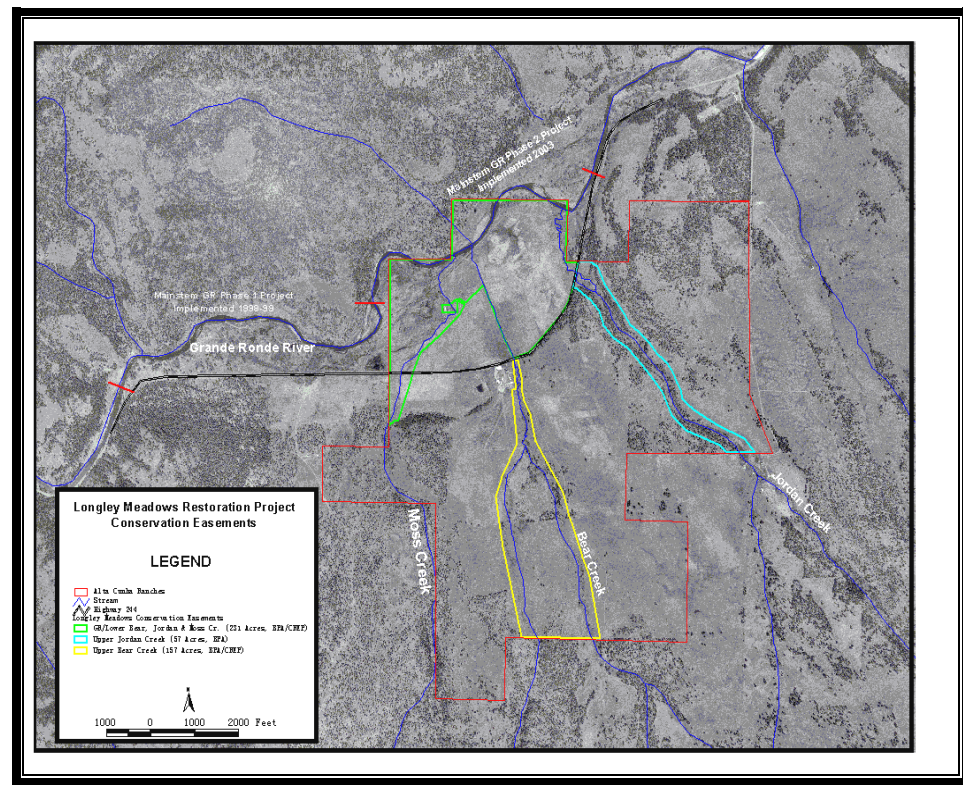 Mainstem GR Phase 2 Project
Implemented 2003
Mainstem GR Phase 1 Project
Implemented 1998-99
Grande Ronde River
Jordan Creek
Moss Creek
Bear Creek
Longley Meadows Restoration Project
Conservation Easements
LEGEND
Alta Cunha Ranches
Stream
Highway 244
Longley Meadows Conservation Easements
GR/Lower Bear, Jordan & Moss Cr. (231 Acres, BPA/CREP)
Upper Jordan Creek (57 Acres, BPA)
Upper Bear Creek (157 Acres, BPA/CREP)
N
1000 0 1000 2000 Feet